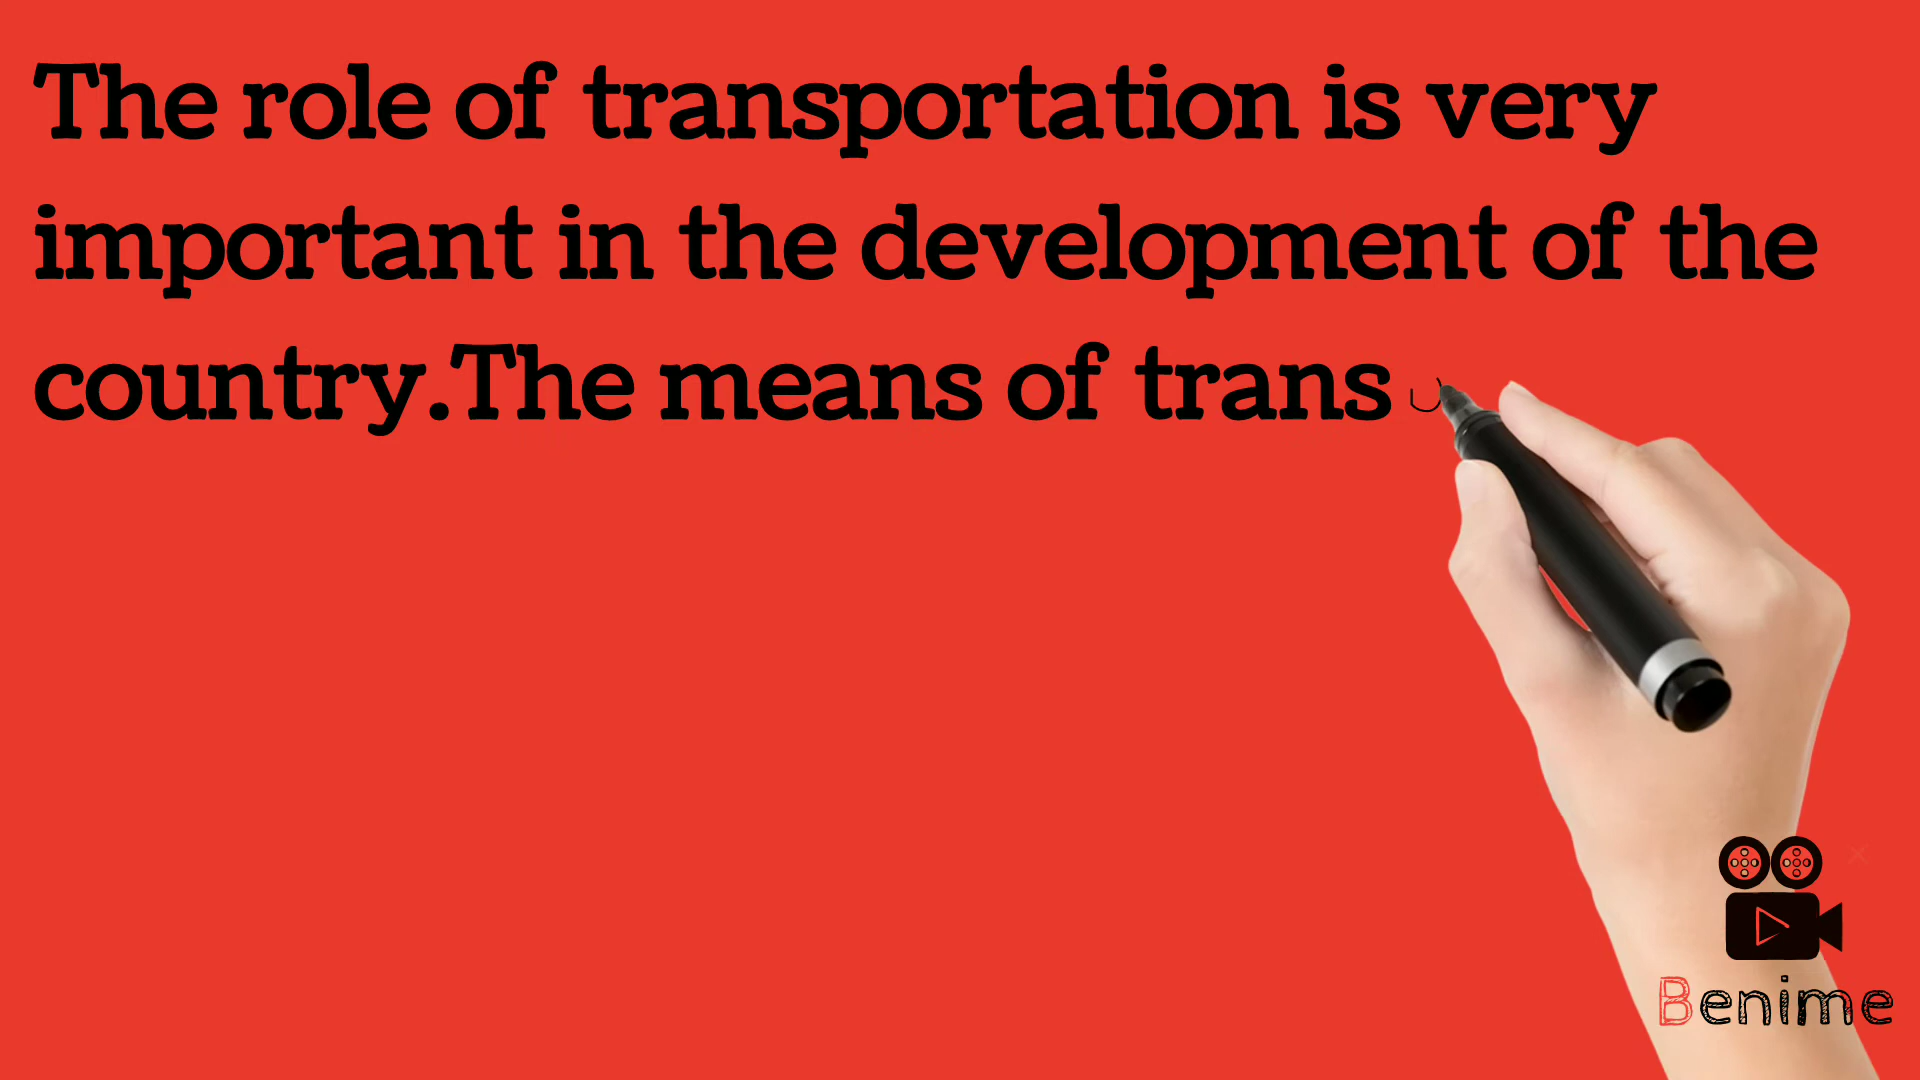 The role of transportation is very
important in the development of the
country.The means of trans
Benime